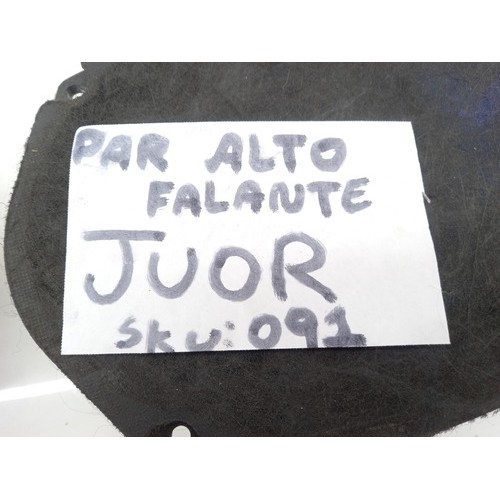 PAR ALTO
FALANTE
JUOR
SKU: 091